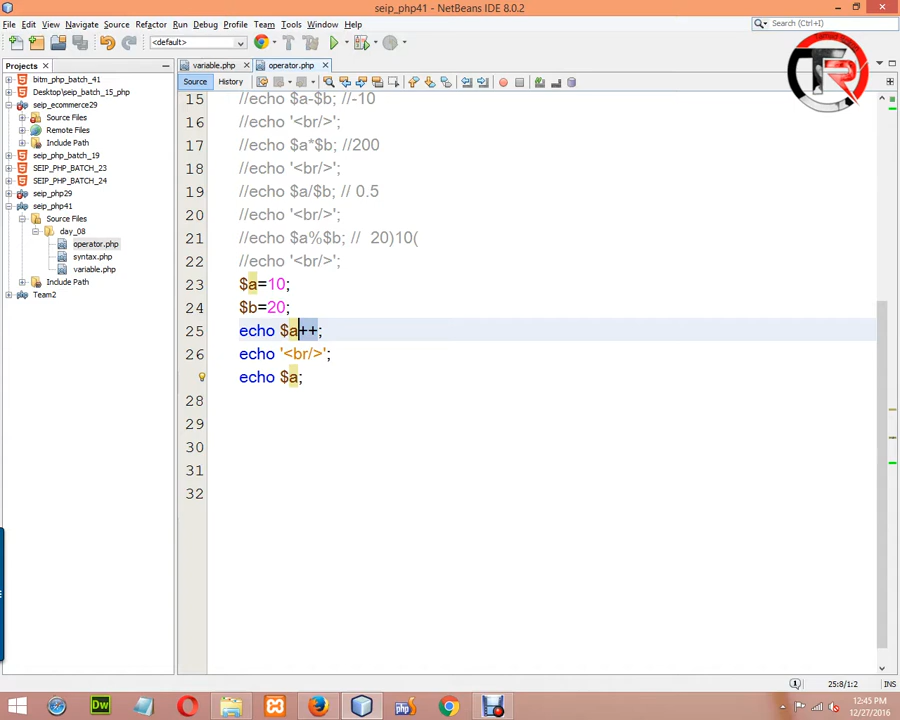 seip_php41 - NetBeans IDE 8.0.2
File Edit View Navigate Source Refactor Run Debug Profile Team Tools Window Help
Search (Ctrl+I)
<default>
Projects
variable.php
operator.php
Source
History
bitm_php_batch_41
Desktop\seip_batch_15_php
seip_ecommerce29
Source Files
Remote Files
Include Path
seip_php_batch_19
SEIP_PHP_BATCH_23
SEIP_PHP_BATCH_24
seip_php29
seip_php41
Source Files
day_08
operator.php
syntax.php
variable.php
Include Path
Team2
15 //echo $a-$b; //-10
16 //echo '<br/>';
17 //echo $a*$b; //200
18 //echo '<br/>';
19 //echo $a/$b; // 0.5
20 //echo '<br/>';
21 //echo $a%$b; //  20)10(
22 //echo '<br/>';
23 $a=10;
24 $b=20;
25 echo $a++;
26 echo '<br/>';
echo $a;
28
29
30
31
32
25:8/1:2
INS
Dw
php
12:45 PM
12/27/2016